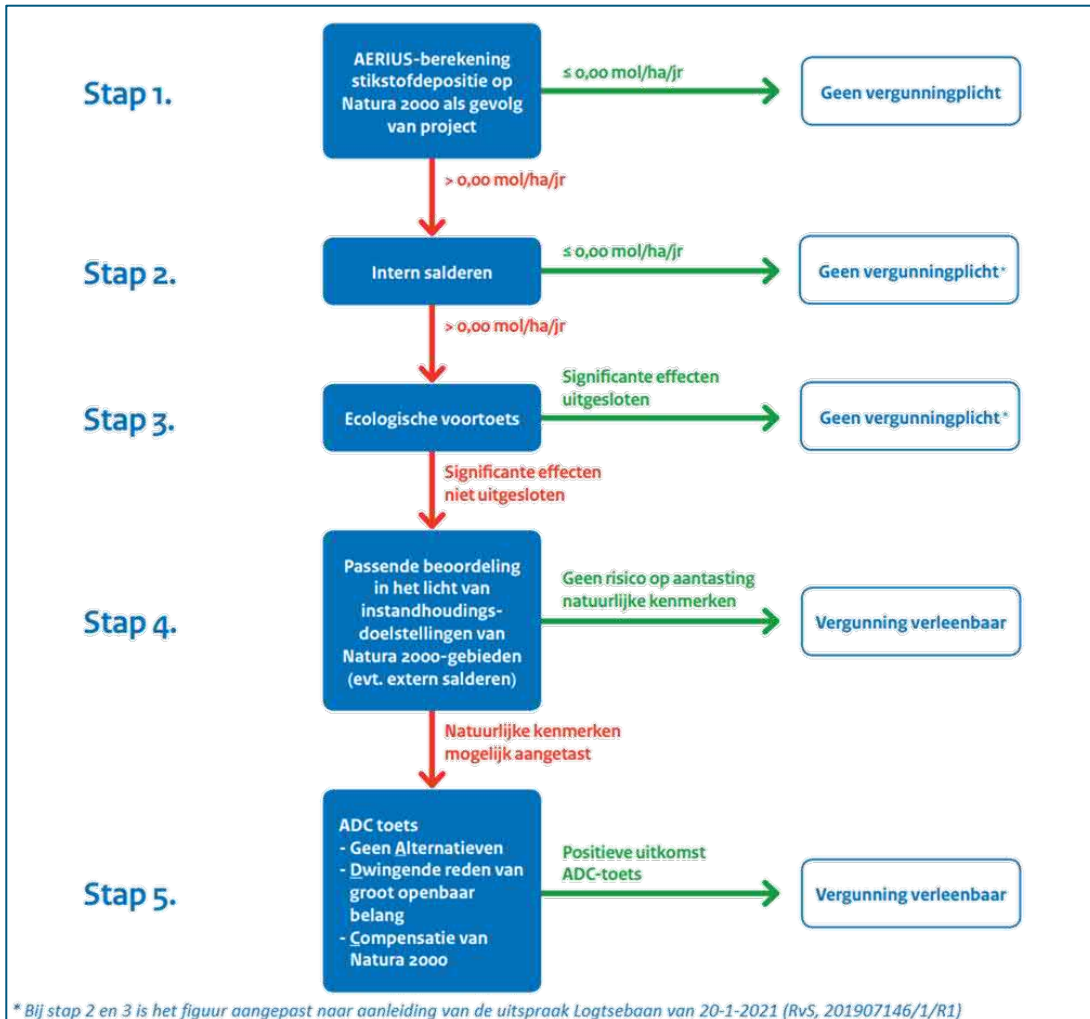 Stap 1.
AERIUS-berekening
stikstofdepositie op
Natura 2000 als gevolg
van project
≤ 0,00 mol/ha/jr
Geen vergunningplicht
> 0,00 mol/ha/jr
Stap 2.
Intern salderen
≤ 0,00 mol/ha/jr
Geen vergunningplicht*
> 0,00 mol/ha/jr
Stap 3.
Ecologische voortoets
Significante effecten
uitgesloten
Geen vergunningplicht*
Significante effecten
niet uitgesloten
Stap 4.
Passende beoordeling
in het licht van
instandhoudings-
doelstellingen van
Natura 2000-gebieden
(evt. extern salderen)
Geen risico op aantasting
natuurlijke kenmerken
Vergunning verleenbaar
Natuurlijke kenmerken
mogelijk aangetast
Stap 5.
ADC toets
- Geen Alternatieven
- Dwingende reden van
groot openbaar
belang
- Compensatie van
Natura 2000
Positieve uitkomst
ADC-toets
Vergunning verleenbaar
* Bij stap 2 en 3 is het figuur aangepast naar aanleiding van de uitspraak Logtsebaan van 20-1-2021 (RvS, 201907146/1/R1)